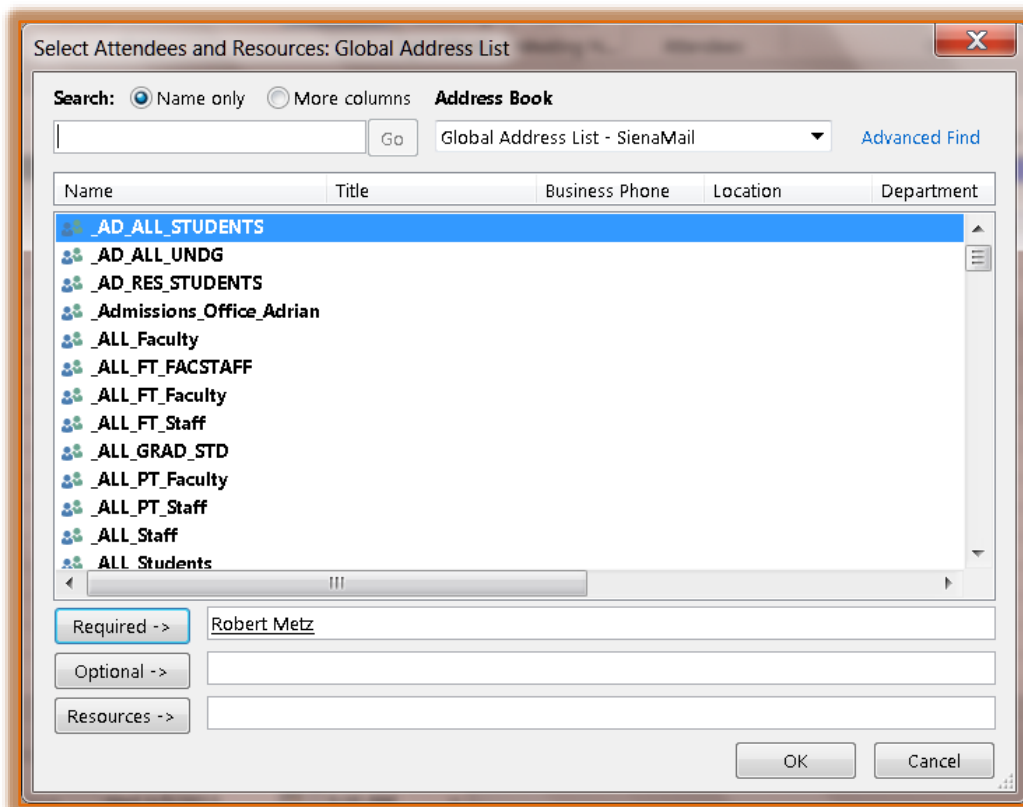 Select Attendees and Resources: Global Address List
Search: Name only More columns Address Book
Go Global Address List - SienaMail Advanced Find
Name Title Business Phone Location Department
_AD_ALL_STUDENTS
_AD_ALL_UNDG
_AD_RES_STUDENTS
_Admissions_Office_Adrian
_ALL_Faculty
_ALL_FT_FACSTAFF
_ALL_FT_Faculty
_ALL_FT_Staff
_ALL_GRAD_STD
_ALL_PT_Faculty
_ALL_PT_Staff
_ALL_Staff
_ALL_Students
Required -> Robert Metz
Optional ->
Resources ->
OK Cancel